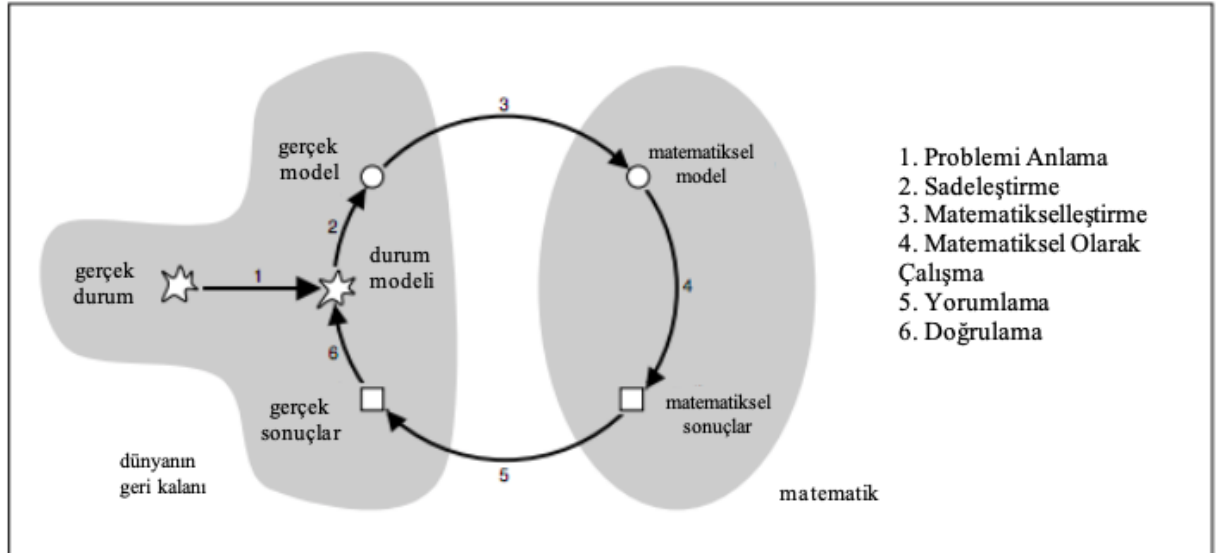 3
gerçek
model
matematiksel
model
2
durum
modeli
gerçek
durum
1
4
6
gerçek
sonuçlar
matematiksel
sonuçlar
5
dünyanın
geri kalanı
matematik
1. Problemi Anlama
2. Sadeleştirme
3. Matematikselleştirme
4. Matematiksel Olarak
Çalışma
5. Yorumlama
6. Doğrulama